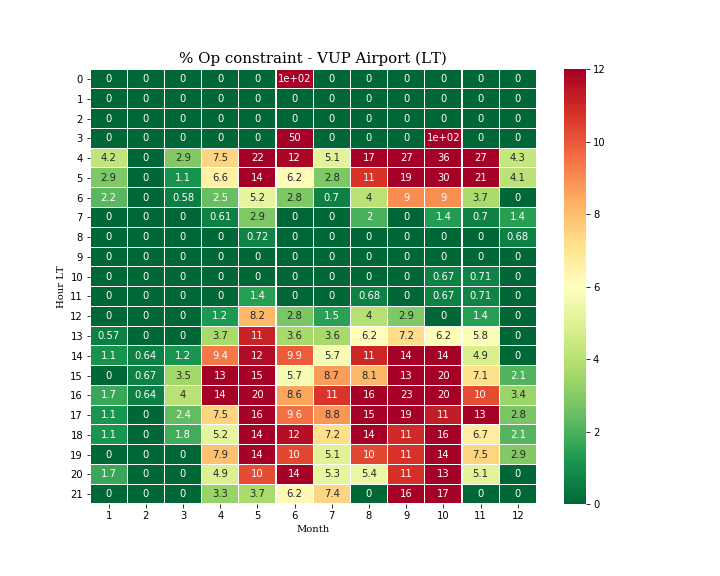 % Op constraint - VUP Airport (LT)
0 0 0 0 0 0 1e+02 0 0 0 0 0 0
1 0 0 0 0 0 0 0 0 0 0 0 0
2 0 0 0 0 0 0 0 0 0 0 0 0
3 0 0 0 0 0 50 0 0 0 1e+02 0 0
4 4.2 0 2.9 7.5 22 12 5.1 17 27 36 27 4.3
5 2.9 0 1.1 6.6 14 6.2 2.8 11 19 30 21 4.1
6 2.2 0 0.58 2.5 5.2 2.8 0.7 4 9 9 3.7 0
7 0 0 0 0.61 2.9 0 0 2 0 1.4 0.7 1.4
8 0 0 0 0 0.72 0 0 0 0 0 0 0.68
9 0 0 0 0 0 0 0 0 0 0 0 0
10 0 0 0 0 0 0 0 0 0 0.67 0.71 0
11 0 0 0 0 1.4 0 0 0.68 0 0.67 0.71 0
12 0 0 0 1.2 8.2 2.8 1.5 4 2.9 0 1.4 0
13 0.57 0 0 3.7 11 3.6 3.6 6.2 7.2 6.2 5.8 0
14 1.1 0.64 1.2 9.4 12 9.9 5.7 11 14 14 4.9 0
15 0 0.67 3.5 13 15 5.7 8.7 8.1 13 20 7.1 2.1
16 1.7 0.64 4 14 20 8.6 11 16 23 20 10 3.4
17 1.1 0 2.4 7.5 16 9.6 8.8 15 19 11 13 2.8
18 1.1 0 1.8 5.2 14 12 7.2 14 11 16 6.7 2.1
19 0 0 0 7.9 14 10 5.1 10 11 14 7.5 2.9
20 1.7 0 0 4.9 10 14 5.3 5.4 11 13 5.1 0
21 0 0 0 3.3 3.7 6.2 7.4 0 16 17 0 0
1 2 3 4 5 6 7 8 9 10 11 12
Month
Hour LT
12
10
8
6
4
2
0